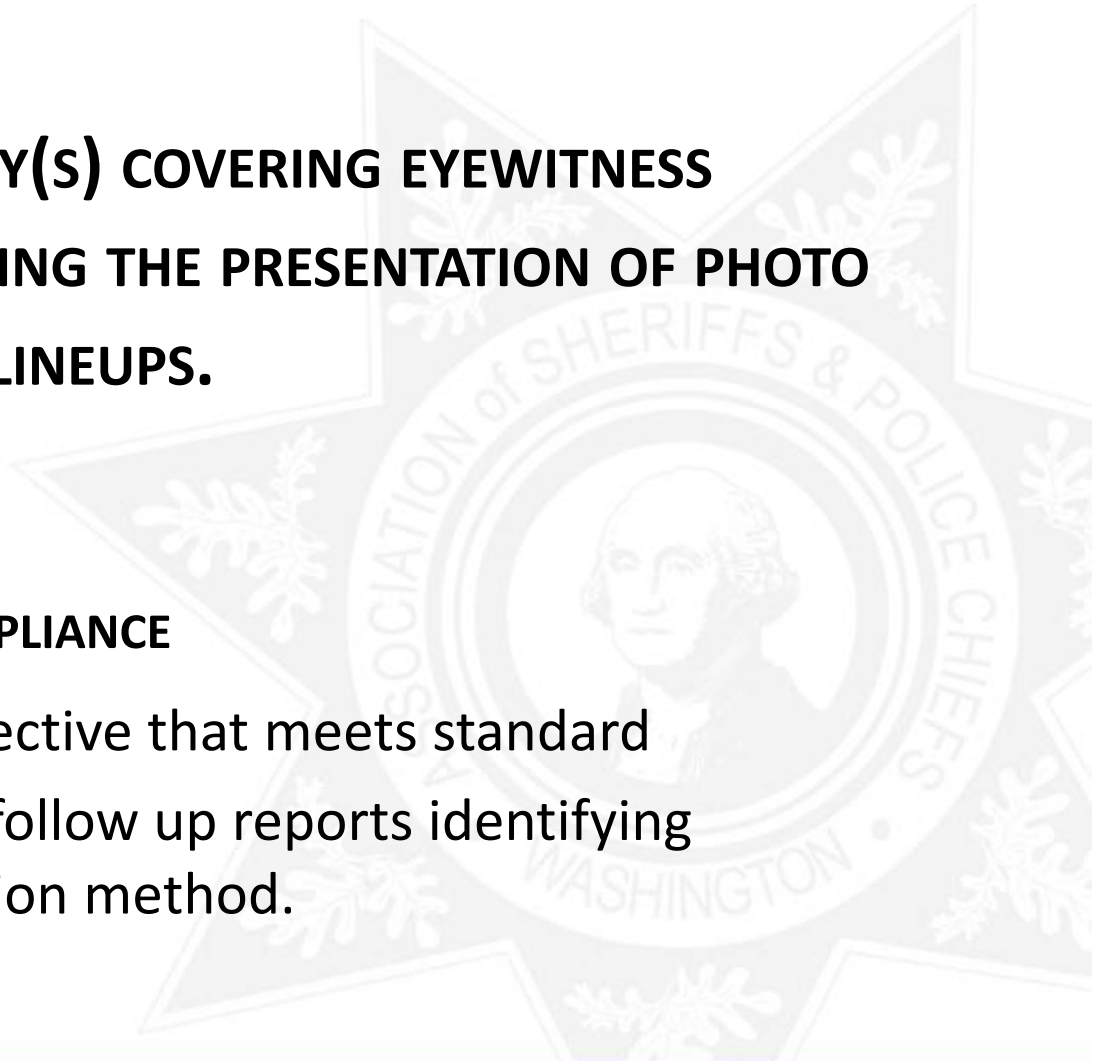 Y(S) COVERING EYEWITNESS
ING THE PRESENTATION OF PHOTO
LINEUPS.
PLIANCE
ective that meets standard
follow up reports identifying
ion method.
ASSOCIATION of SHERIFFS & POLICE CHIEFS
WASHINGTON